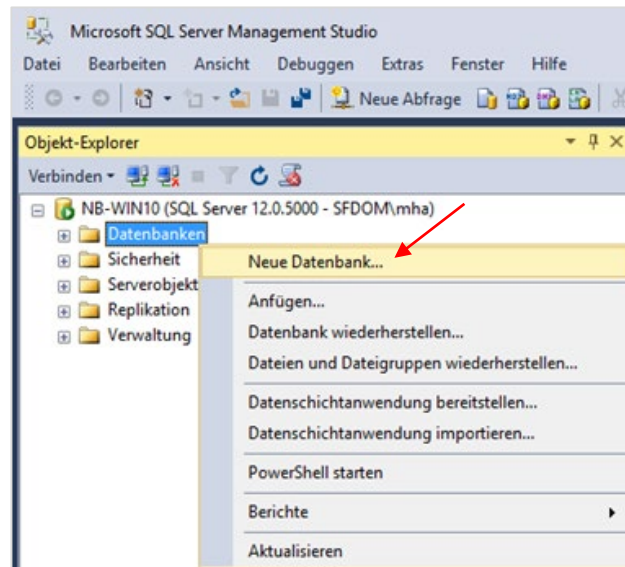 Microsoft SQL Server Management Studio
Datei Bearbeiten Ansicht Debuggen Extras Fenster Hilfe
Neue Abfrage
Objekt-Explorer
Verbinden
NB-WIN10 (SQL Server 12.0.5000 - SFDOM\mha)
Datenbanken
Sicherheit
Neue Datenbank...
Serverobjekt
Anfügen...
Replikation
Datenbank wiederherstellen...
Verwaltung
Dateien und Dateigruppen wiederherstellen...
Datenschichtanwendung bereitstellen...
Datenschichtanwendung importieren...
PowerShell starten
Berichte
Aktualisieren